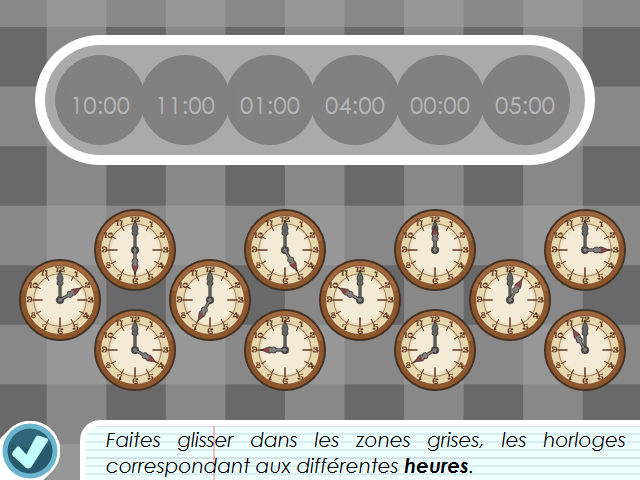 10:00 11:00 01:00 04:00 00:00 05:00
Faites glisser dans les zones grises, les horloges
correspondant aux différentes heures.